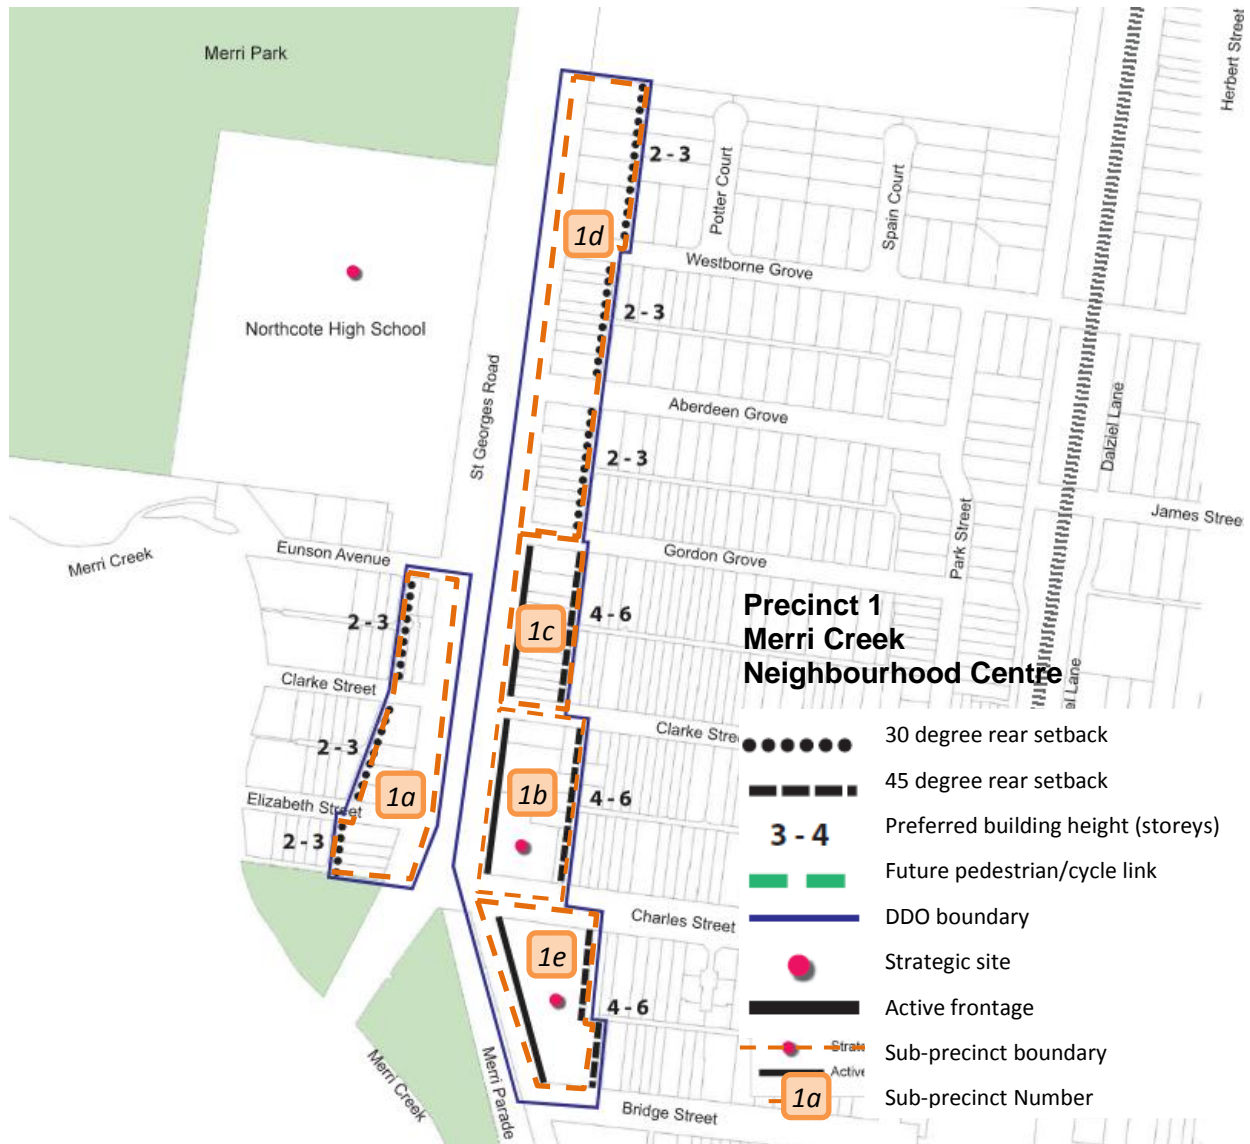 Merri Park
Herbert Street
2 - 3
Potter Court
Spain Court
1d
Westborne Grove
Northcote High School
2 - 3
St Georges Road
Aberdeen Grove
Dalziel Lane
2 - 3
Park Street
James Street
Merri Creek
Eunson Avenue
Gordon Grove
2 - 3
1c
4 - 6
Precinct 1
Merri Creek
Neighbourhood Centre
Clarke Street
2 - 3
Clarke Stree
el Lane
1a
1b
4 - 6
Elizabeth Street
2 - 3
30 degree rear setback
45 degree rear setback
3 - 4 Preferred building height (storeys)
Future pedestrian/cycle link
DDO boundary
Strategic site
Active frontage
Sub-precinct boundary
Strate
Active
1a Sub-precinct Number
Charles Street
1e
4 - 6
Merri Creek
Merri Parade
Bridge Street